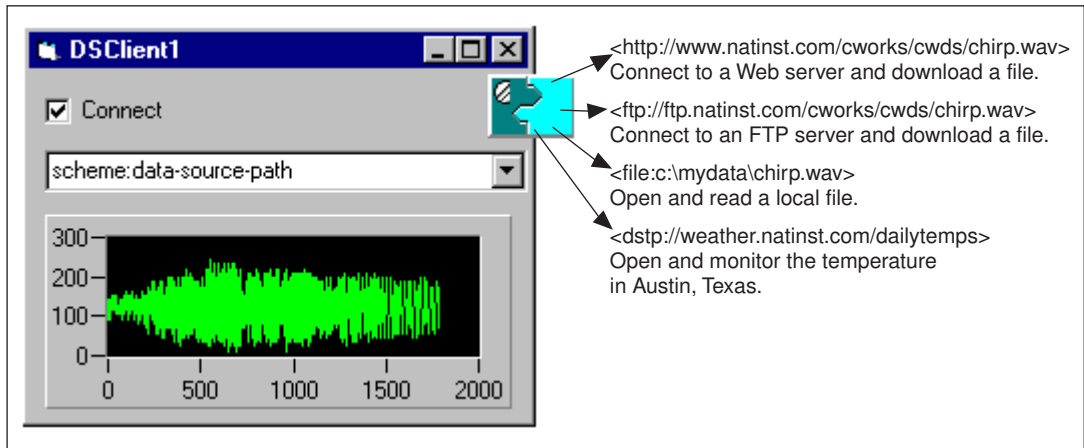 DSClient1
Connect
scheme:data-source-path
300
200
100
0
0 500 1000 1500 2000
<http://www.natinst.com/cworks/cwds/chirp.wav>
Connect to a Web server and download a file.
<ftp://ftp.natinst.com/cworks/cwds/chirp.wav>
Connect to an FTP server and download a file.
<file:c:\mydata\chirp.wav>
Open and read a local file.
<dstp://weather.natinst.com/dailytemps>
Open and monitor the temperature
in Austin, Texas.